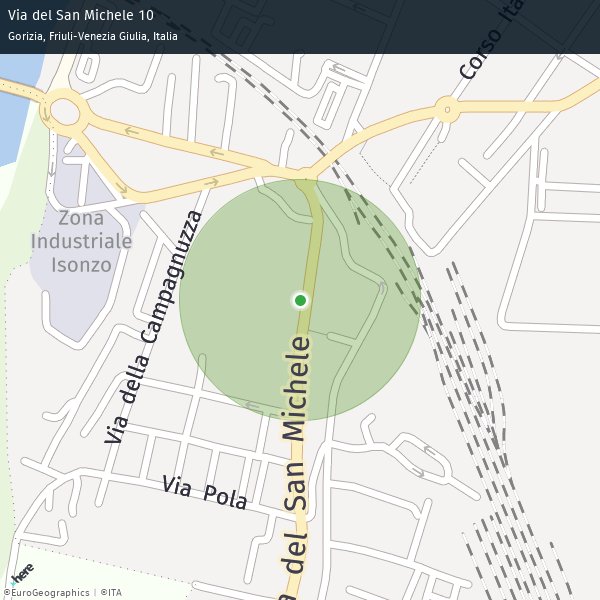 Via del San Michele 10
Gorizia, Friuli-Venezia Giulia, Italia
Corso Ita
Zona
Industriale
Isonzo
Via della Campagnuzza
a del San Michele
Via Pola
here
©EuroGeographics | ©ITA